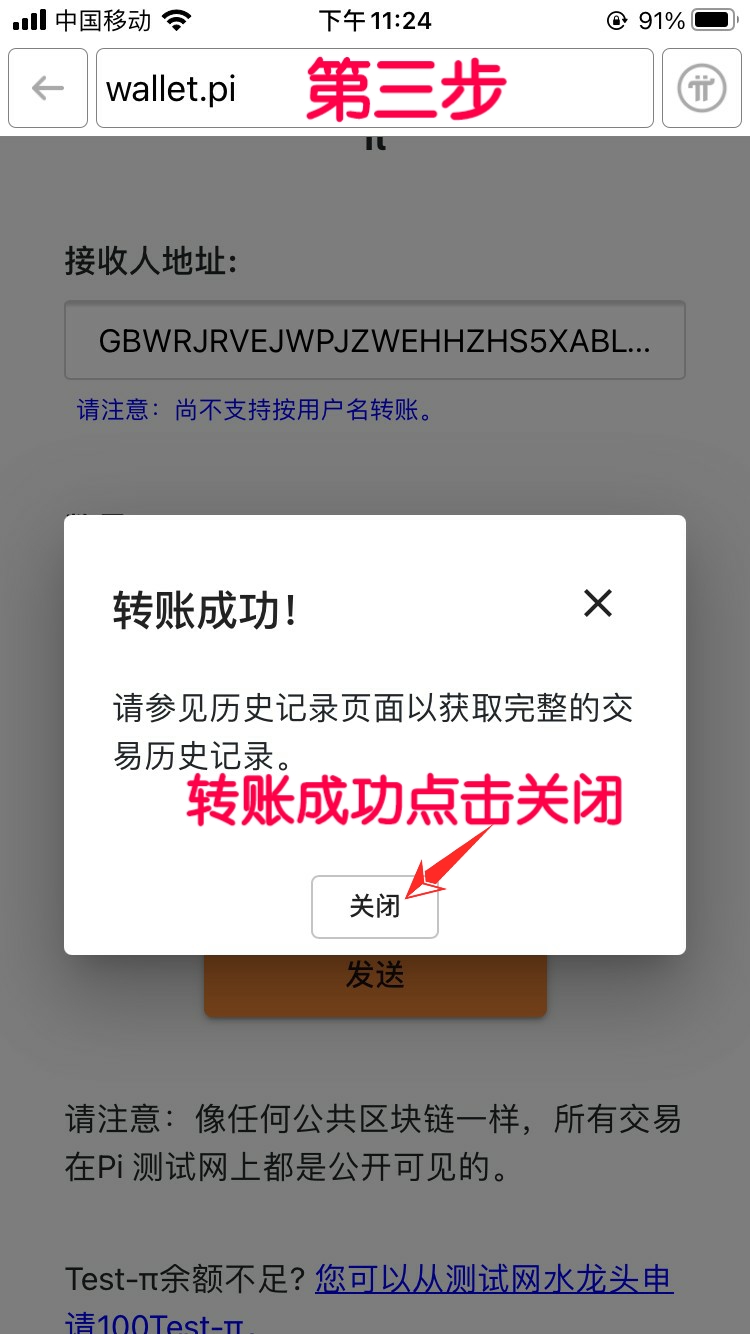 中国移动 下午11:24 91%
wallet.pi 第三步
π
接收人地址:
GBWRJRVEJWPJZWEHHZHS5XABL...
请注意：尚不支持按用户名转账。
转账成功!
请参见历史记录页面以获取完整的交
易历史记录。
转账成功点击关闭
关闭
发送
请注意：像任何公共区块链一样，所有交易
在Pi 测试网上都是公开可见的。
Test-π余额不足? 您可以从测试网水龙头申
请100Test-π.